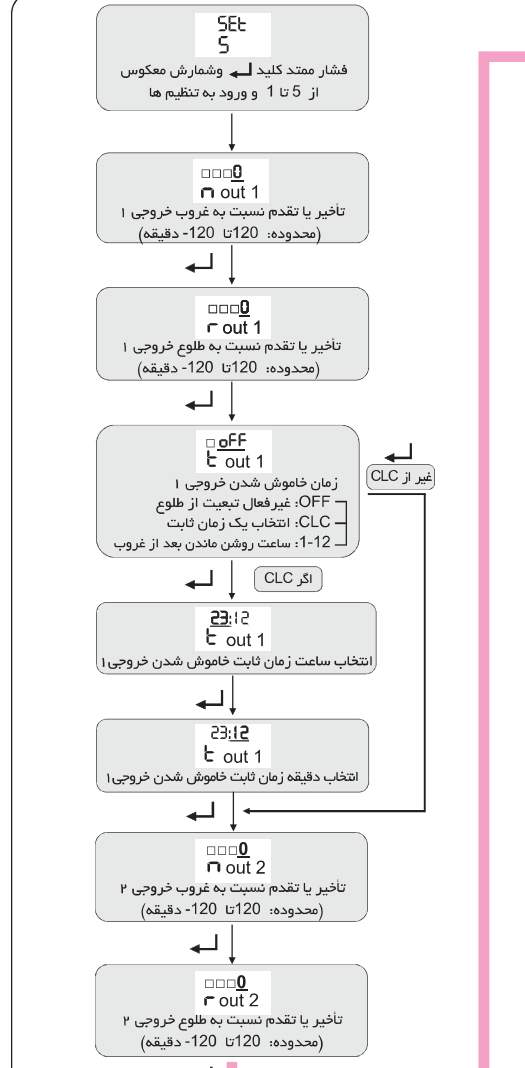 SEt
5
فشار ممتد کلید ↵ وشمارش معکوس
از 5 تا 1 و ورود به تنظیم ها
□□□0
n out 1
تأخیر یا تقدم نسبت به غروب خروجی ۱
(محدوده: 120تا 120- دقیقه)
□□□0
r out 1
تأخیر یا تقدم نسبت به طلوع خروجی ۱
(محدوده: 120تا 120- دقیقه)
□oFF
t out 1
زمان خاموش شدن خروجی ۱
OFF: غیرفعال تبعیت از طلوع
CLC: انتخاب یک زمان ثابت
1-12: ساعت روشن ماندن بعد از غروب
غیر از CLC
اگر CLC
23:12
t out 1
انتخاب ساعت زمان ثابت خاموش شدن خروجی۱
23:12
t out 1
انتخاب دقیقه زمان ثابت خاموش شدن خروجی۱
□□□0
n out 2
تأخیر یا تقدم نسبت به غروب خروجی ۲
(محدوده: 120تا 120- دقیقه)
□□□0
r out 2
تأخیر یا تقدم نسبت به طلوع خروجی ۲
(محدوده: 120تا 120- دقیقه)